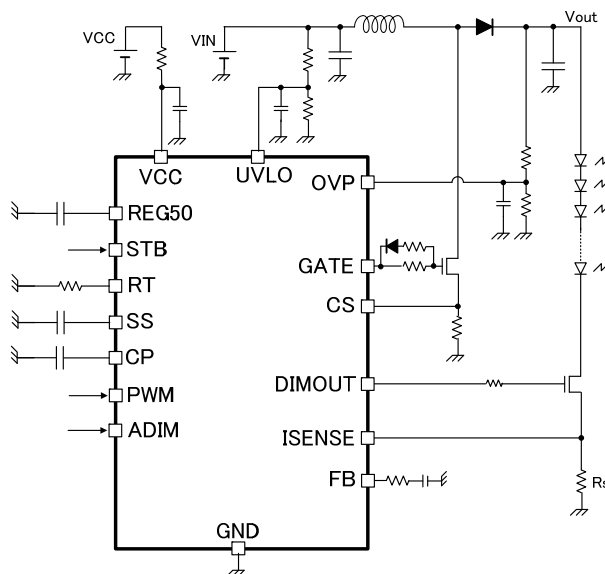 Vout
VCC
VIN
VCC
UVLO
OVP
REG50
STB
GATE
RT
CS
SS
CP
DIMOUT
PWM
ADIM
ISENSE
Rs
FB
GND